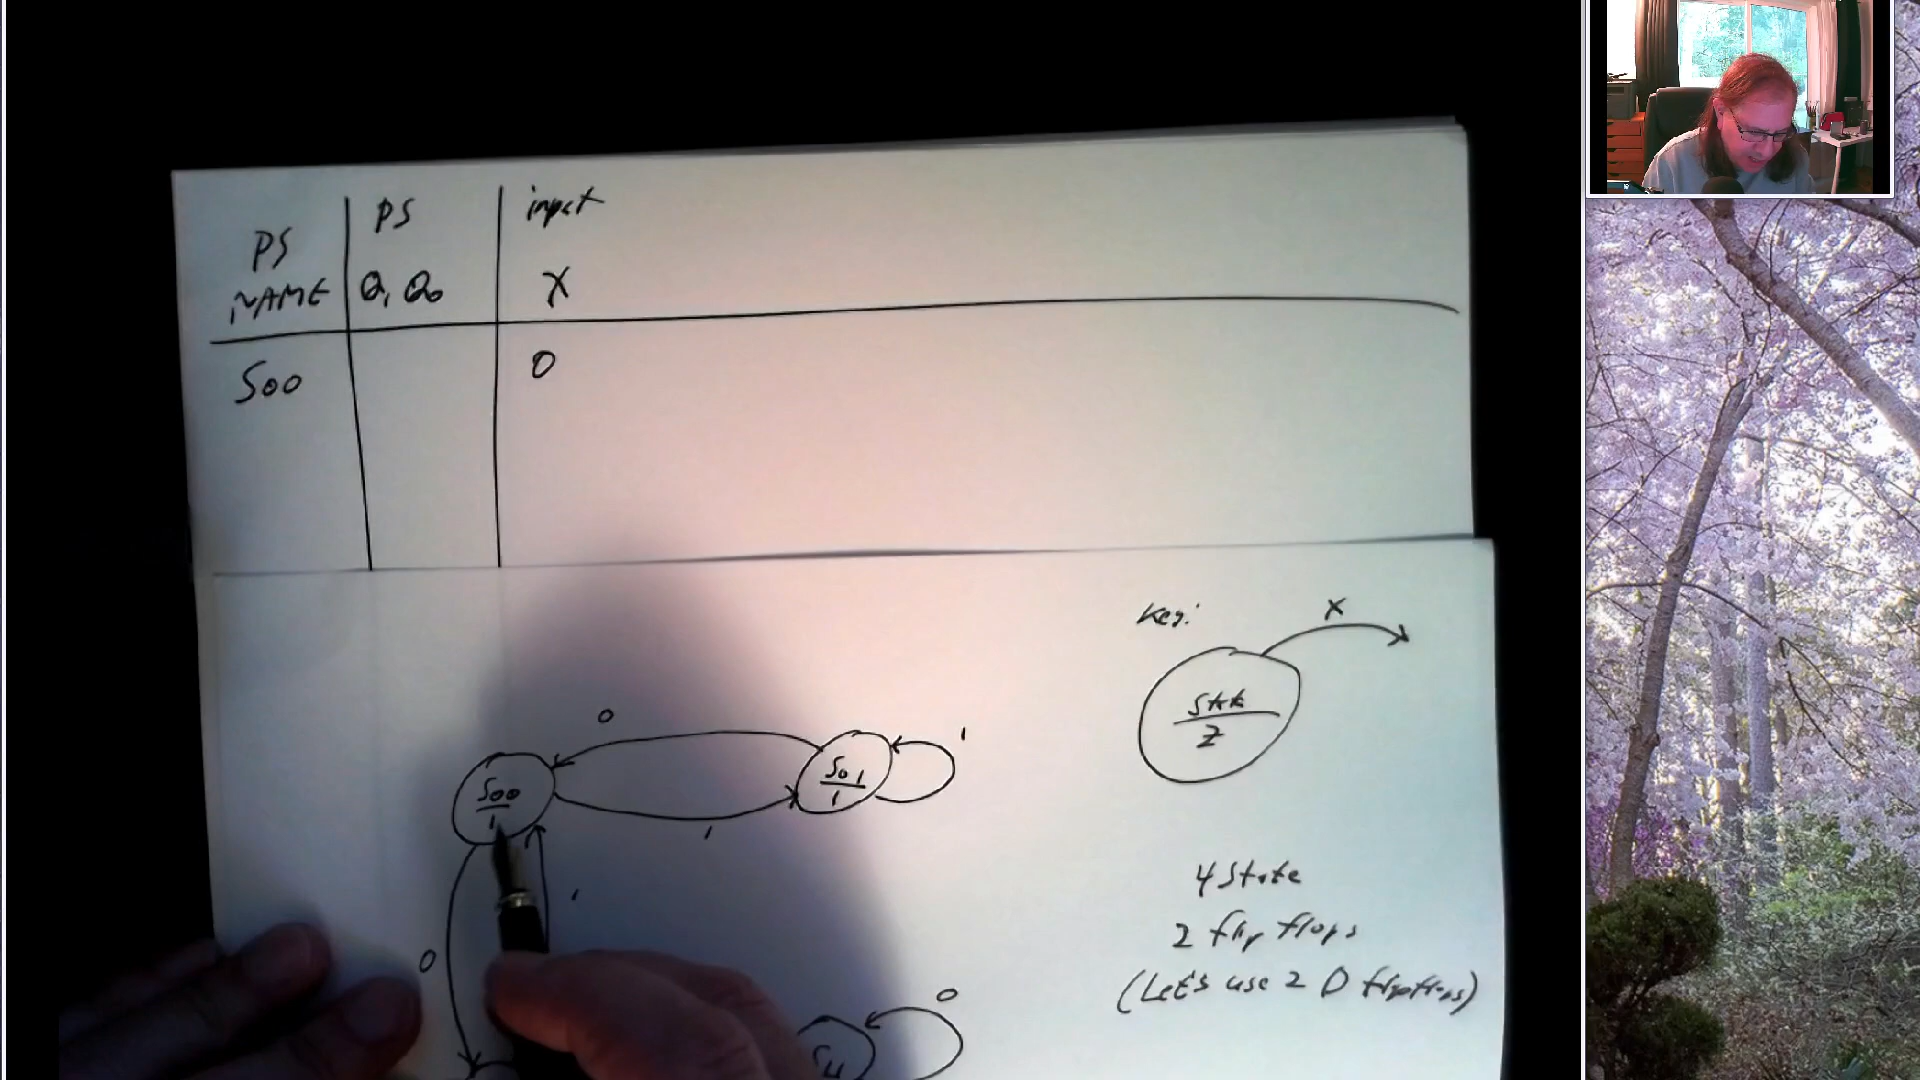 PS
NAME
PS
Q1 Q0
input
X
S00
0
Key:
X
State
Z
0
S00
1
S01
1
1
1
1
0
0
4 State
2 flip flops
(Let's use 2 D flipflops)